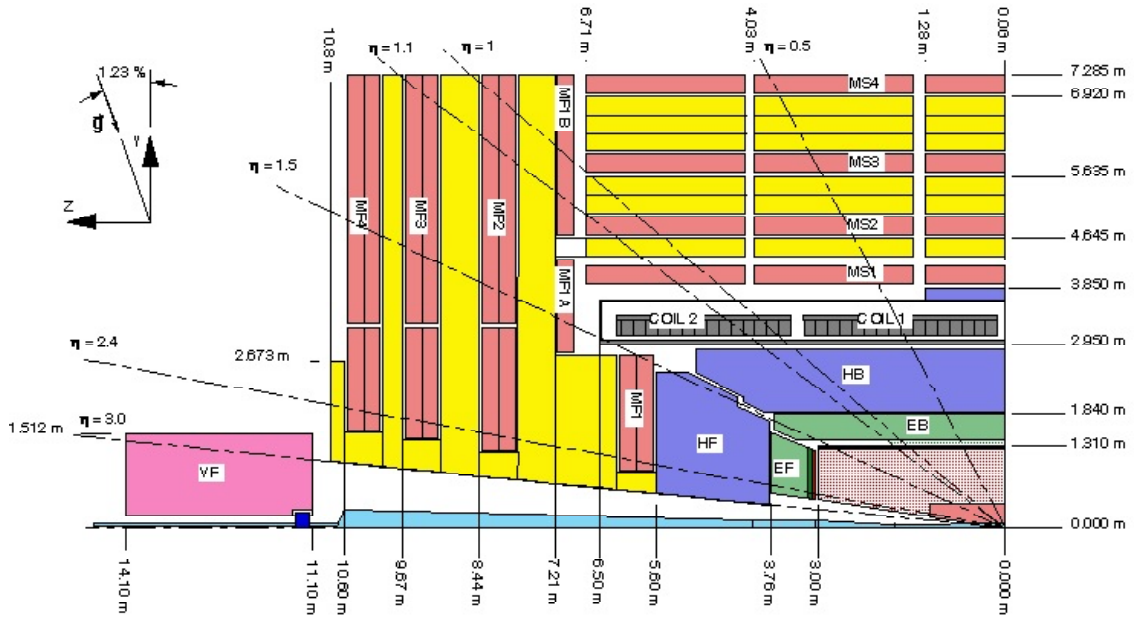 6.71 m
4.03 m
1.28 m
0.06 m
10.8 m
η = 1.1
η = 1
η = 0.5
1.23 %
g
Y
Z
MS4
7.285 m
6.920 m
MF1B
MS3
5.695 m
η = 1.5
MF4
MF3
MF2
MS2
4.645 m
MF1A
MS1
3.850 m
COIL 2
COIL 1
2.950 m
η = 2.4
2.673 m
HB
MF1
1.840 m
η = 3.0
1.512 m
EB
1.310 m
VF
HF
EF
0.000 m
14.10 m
11.10 m
10.60 m
9.67 m
8.44 m
7.21 m
6.50 m
5.60 m
3.76 m
3.00 m
0.000 m